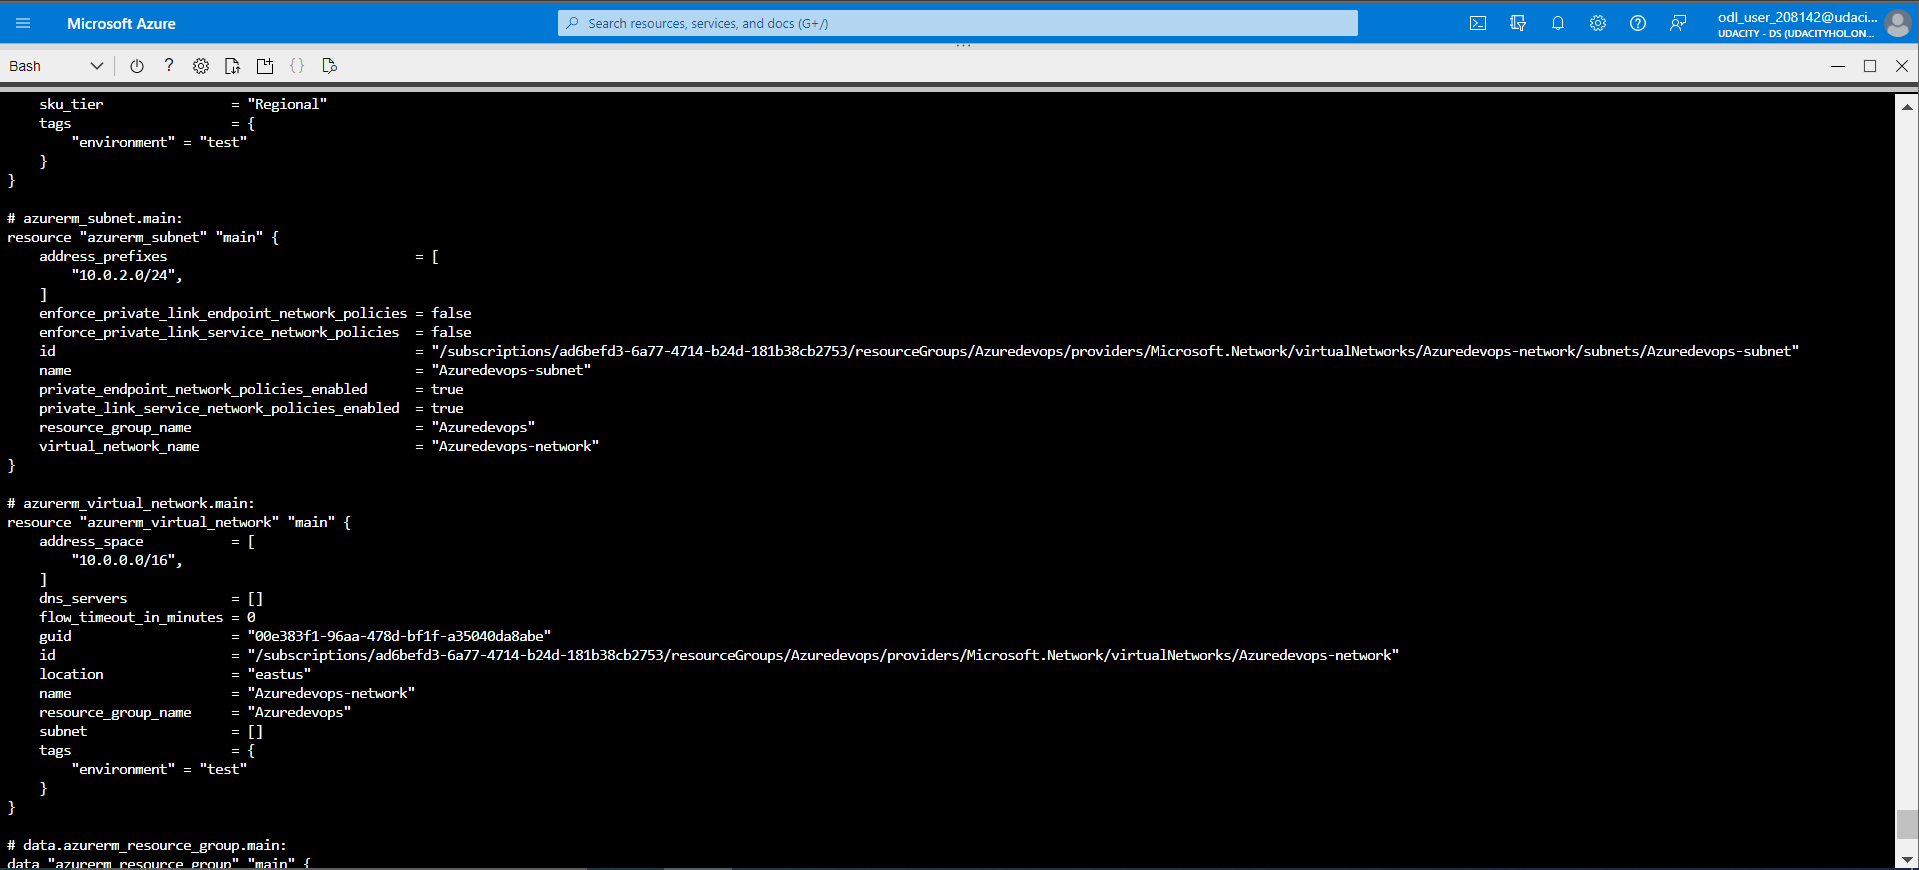 Microsoft Azure
Search resources, services, and docs (G+/)
odl_user_208142@udaci...
UDACITY - DS (UDACITYHOL.ON...
Bash
?
{}
    sku_tier                = "Regional"
    tags                    = {
        "environment" = "test"
    }
}
# azurerm_subnet.main:
resource "azurerm_subnet" "main" {
    address_prefixes                               = [
        "10.0.2.0/24",
    ]
    enforce_private_link_endpoint_network_policies = false
    enforce_private_link_service_network_policies  = false
    id                                             = "/subscriptions/ad6befd3-6a77-4714-b24d-181b38cb2753/resourceGroups/Azuredevops/providers/Microsoft.Network/virtualNetworks/Azuredevops-network/subnets/Azuredevops-subnet"
    name                                           = "Azuredevops-subnet"
    private_endpoint_network_policies_enabled      = true
    private_link_service_network_policies_enabled  = true
    resource_group_name                            = "Azuredevops"
    virtual_network_name                           = "Azuredevops-network"
}
# azurerm_virtual_network.main:
resource "azurerm_virtual_network" "main" {
    address_space           = [
        "10.0.0.0/16",
    ]
    dns_servers             = []
    flow_timeout_in_minutes = 0
    guid                    = "00e383f1-96aa-478d-bf1f-a35040da8abe"
    id                      = "/subscriptions/ad6befd3-6a77-4714-b24d-181b38cb2753/resourceGroups/Azuredevops/providers/Microsoft.Network/virtualNetworks/Azuredevops-network"
    location                = "eastus"
    name                    = "Azuredevops-network"
    resource_group_name     = "Azuredevops"
    subnet                  = []
    tags                    = {
        "environment" = "test"
    }
}
# data.azurerm_resource_group.main:
data "azurerm_resource_group" "main" {